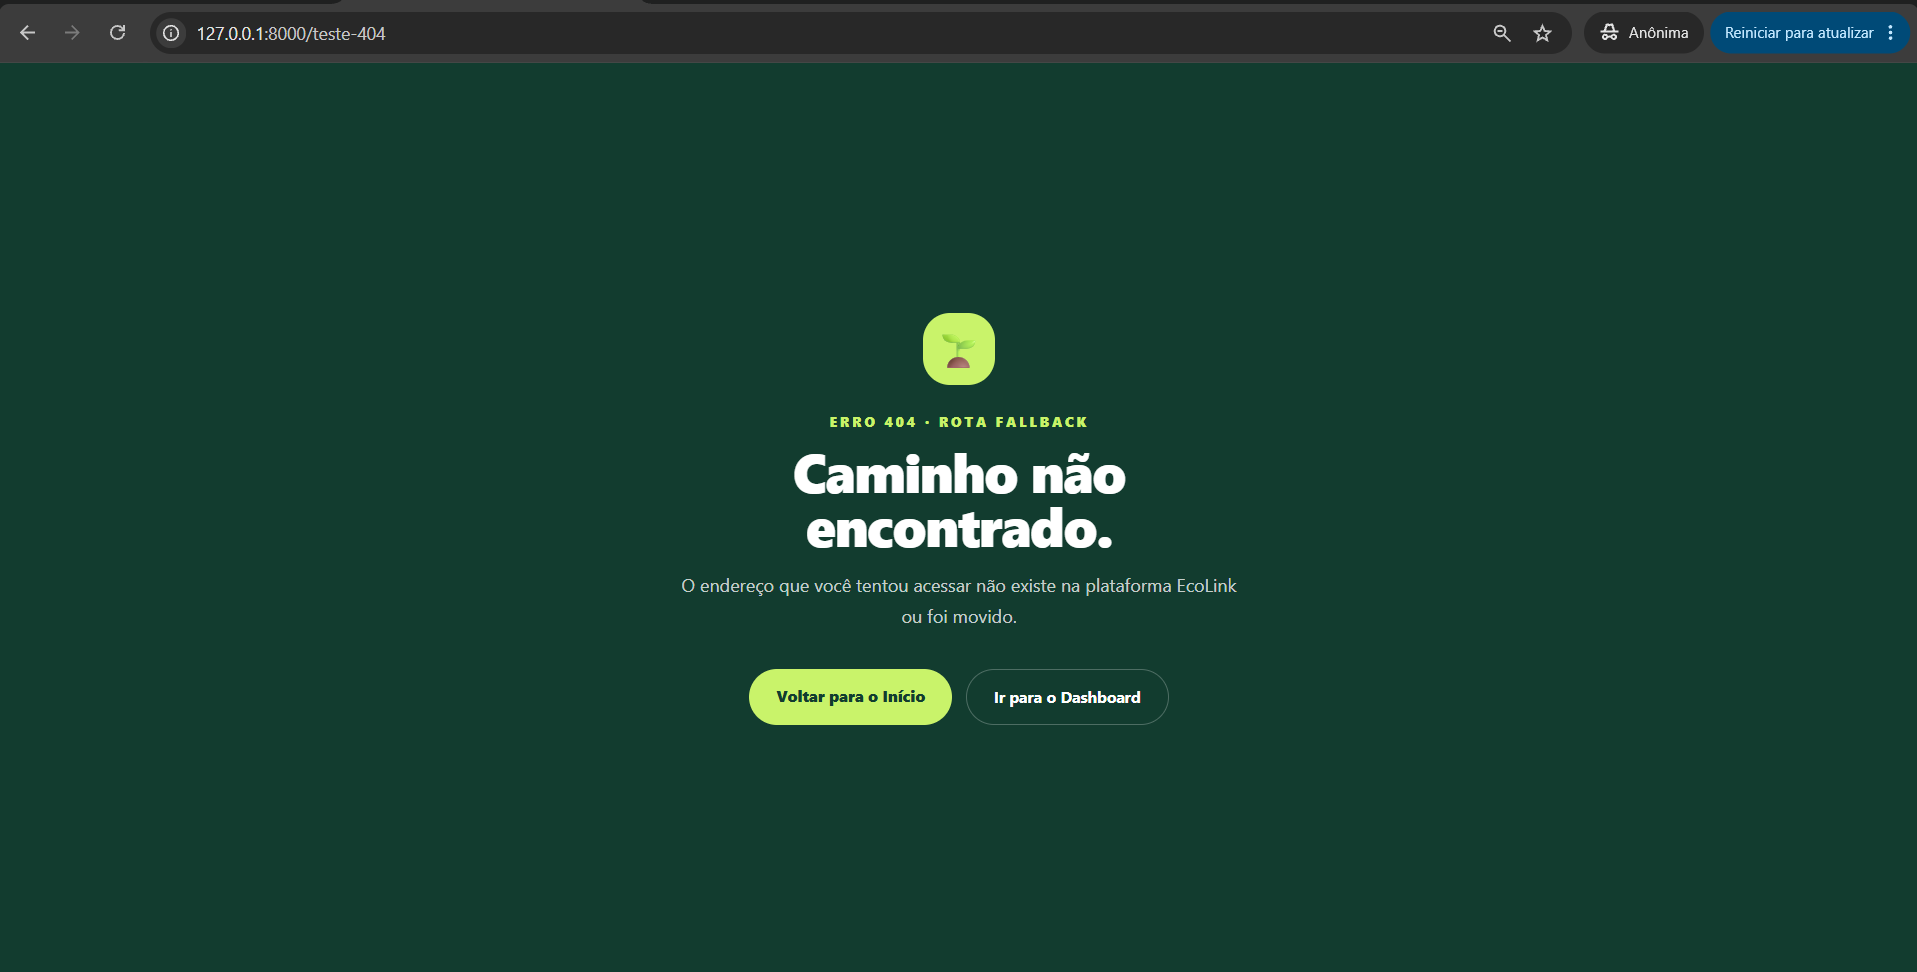 127.0.0.1:8000/teste-404
Anônima
Reiniciar para atualizar
ERRO 404 · ROTA FALLBACK
Caminho não
encontrado.
O endereço que você tentou acessar não existe na plataforma EcoLink
ou foi movido.
Voltar para o Início
Ir para o Dashboard